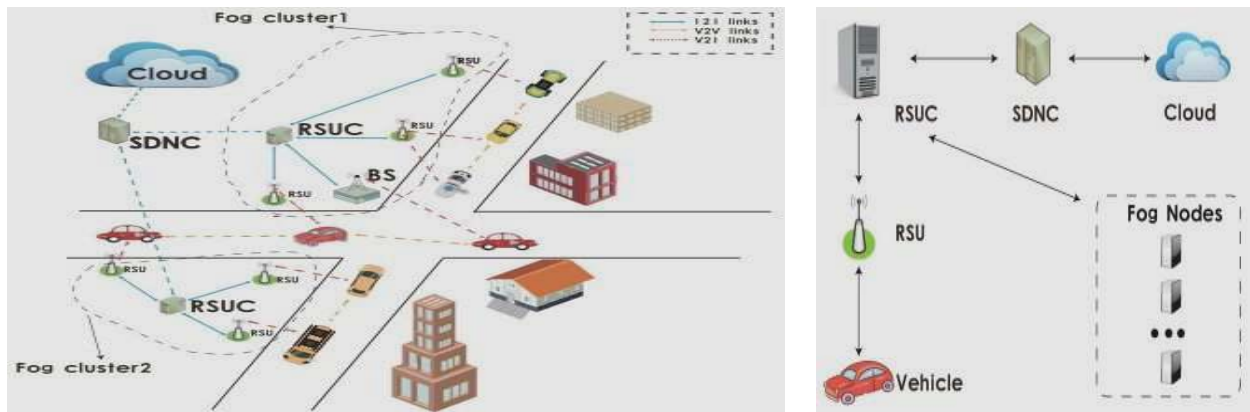 Fog cluster1
I2I links
V2V links
V2I links
Cloud
RSU
RSUC
RSU
SDNC
BS
RSU
RSU
RSU
RSUC
RSU
Fog cluster2
RSUC
SDNC
Cloud
RSU
Fog Nodes
Vehicle